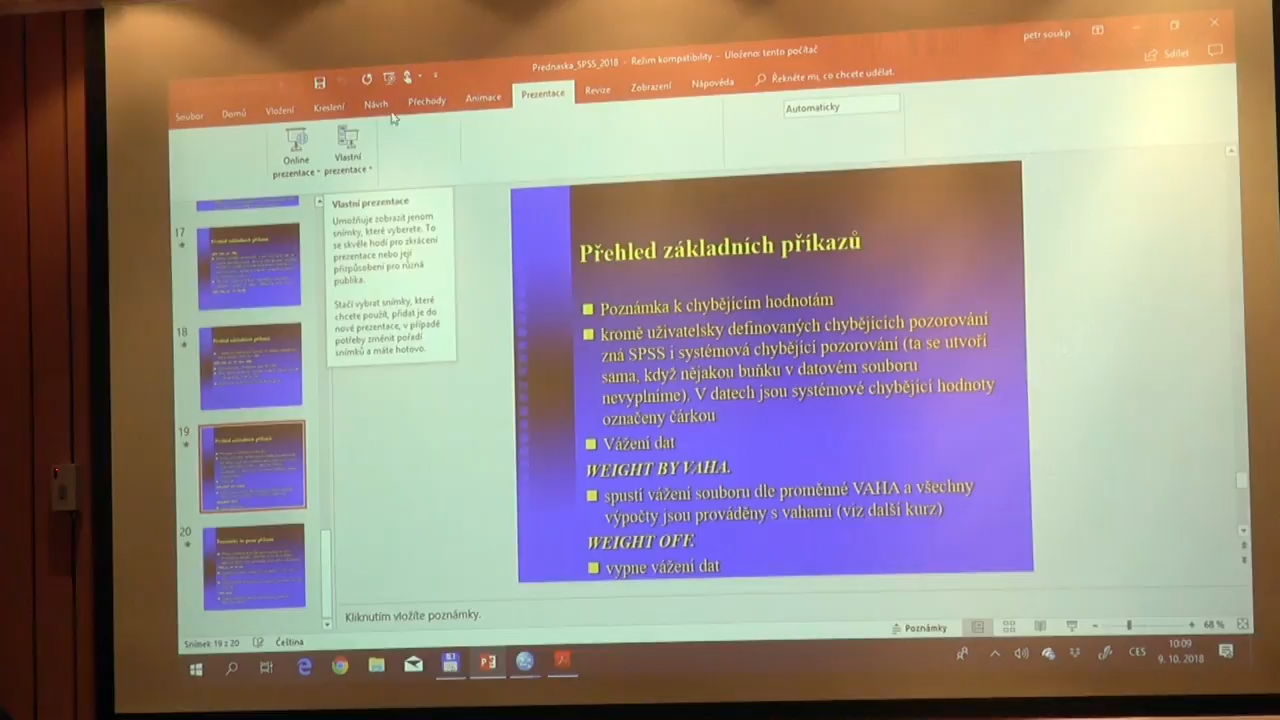 petr soukp
Prednaska_SPSS_2018 - Režim kompatibility - Uloženo: tento počítač
Soubor Domů Vložení Kreslení Návrh Přechody Animace Prezentace Revize Zobrazení Nápověda Řekněte mi, co chcete udělat. Sdílet
Automaticky
Online prezentace
Vlastní prezentace
Vlastní prezentace
Umožňuje zobrazit jenom
snímky, které vyberete. To
se skvěle hodí pro zkrácení
prezentace nebo její
přizpůsobení pro různá
publika.
Stačí vybrat snímky, které
chcete použít, přidat je do
nové prezentace, v případě
potřeby změnit pořadí
snímků a máte hotovo.
17
18
19
20
Přehled základních příkazů
Poznámka k chybějícím hodnotám
kromě uživatelsky definovaných chybějících pozorování
zná SPSS i systémová chybějící pozorování (ta se utvoří
sama, když nějakou buňku v datovém souboru
nevyplníme). V datech jsou systémové chybějící hodnoty
označeny čárkou
Vážení dat
WEIGHT BY VAHA.
spustí vážení souboru dle proměnné VAHA a všechny
výpočty jsou prováděny s vahami (viz další kurz)
WEIGHT OFF.
vypne vážení dat
Kliknutím vložíte poznámky.
Snímek 19 z 20 Čeština Poznámky 68 %
CES 10:09
9. 10. 2018